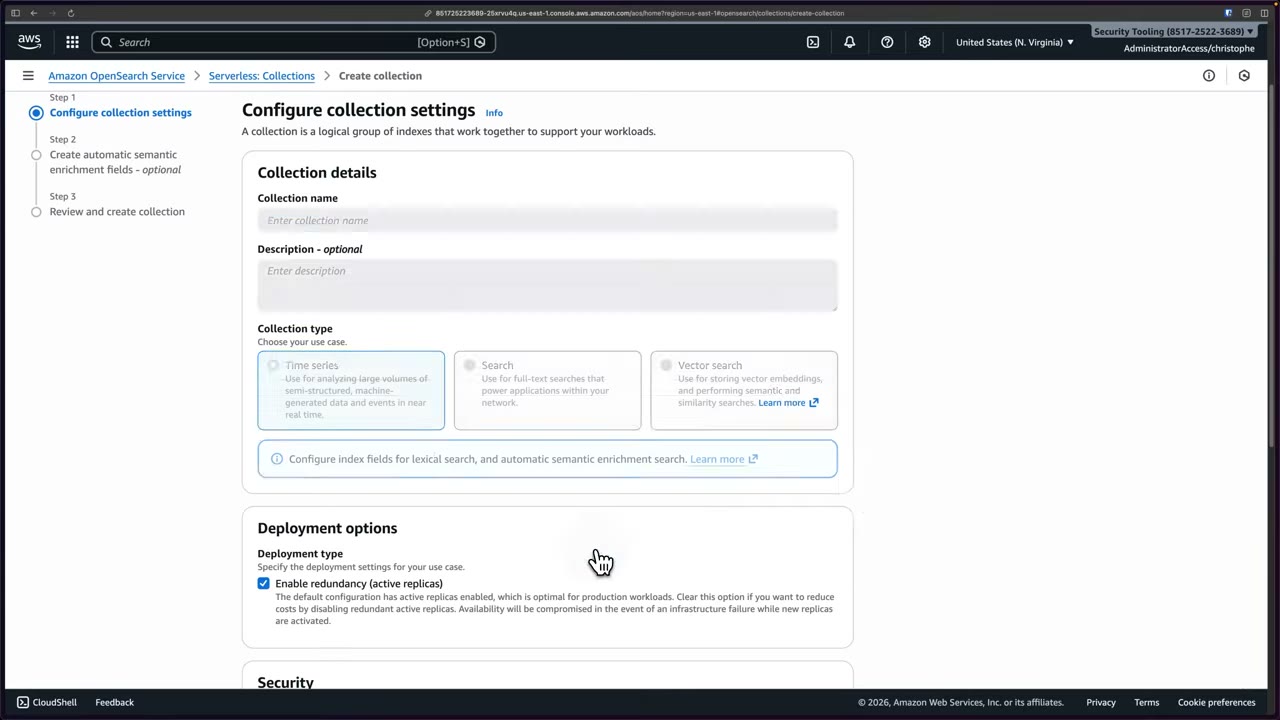 851725223689-25xrvu4q.us-east-1.console.aws.amazon.com/aos/home?region=us-east-1#opensearch/collections/create-collection
aws
Search
[Option+S]
United States (N. Virginia)
Security Tooling (8517-2522-3689)
AdministratorAccess/christophe
Amazon OpenSearch Service
Serverless: Collections
Create collection
Step 1
Configure collection settings
Step 2
Create automatic semantic
enrichment fields - optional
Step 3
Review and create collection
Configure collection settings Info
A collection is a logical group of indexes that work together to support your workloads.
Collection details
Collection name
Enter collection name
Description - optional
Enter description
Collection type
Choose your use case.
Time series
Use for analyzing large volumes of
semi-structured, machine-
generated data and events in near
real time.
Search
Use for full-text searches that
power applications within your
network.
Vector search
Use for storing vector embeddings,
and performing semantic and
similarity searches. Learn more
Configure index fields for lexical search, and automatic semantic enrichment search. Learn more
Deployment options
Deployment type
Specify the deployment settings for your use case.
Enable redundancy (active replicas)
The default configuration has active replicas enabled, which is optimal for production workloads. Clear this option if you want to reduce
costs by disabling redundant active replicas. Availability will be compromised in the event of an infrastructure failure while new replicas
are activated.
Security
CloudShell
Feedback
© 2026, Amazon Web Services, Inc. or its affiliates.
Privacy
Terms
Cookie preferences